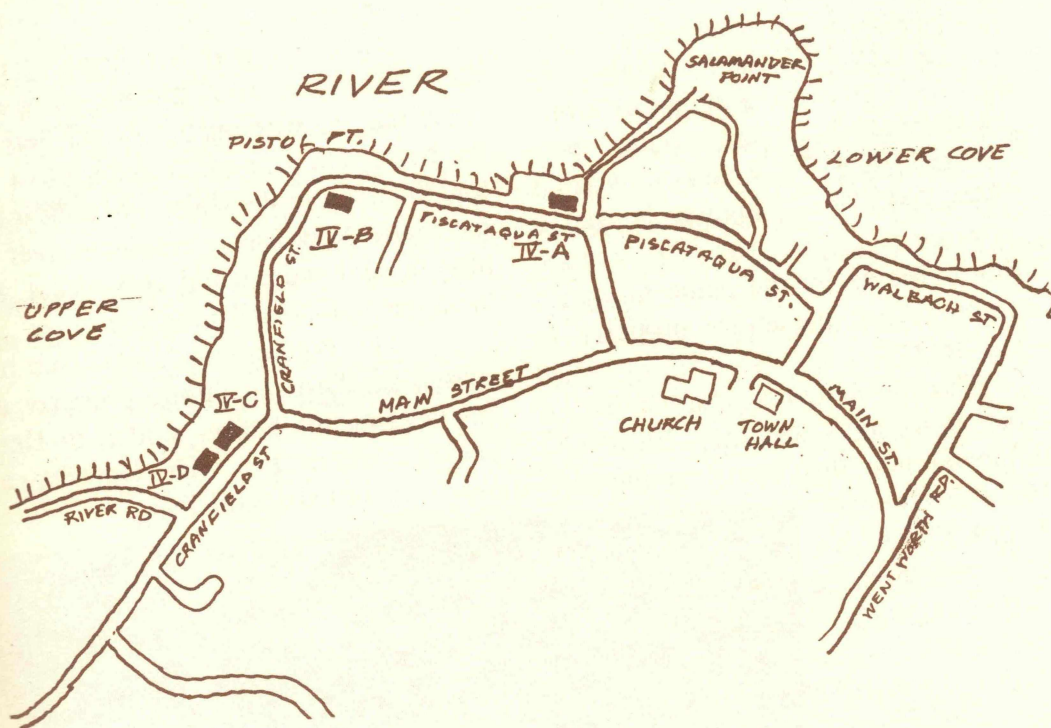 SALAMANDER
POINT
RIVER
PISTOL PT.
LOWER COVE
PISCATAQUA ST
IV-B
IV-A
PISCATAQUA ST.
WALBACH ST.
UPPER
COVE
CRANFIELD ST.
MAIN STREET
IV-C
CHURCH
TOWN
HALL
MAIN ST.
IV-D
RIVER RD
CRANFIELD ST
WENTWORTH RD.